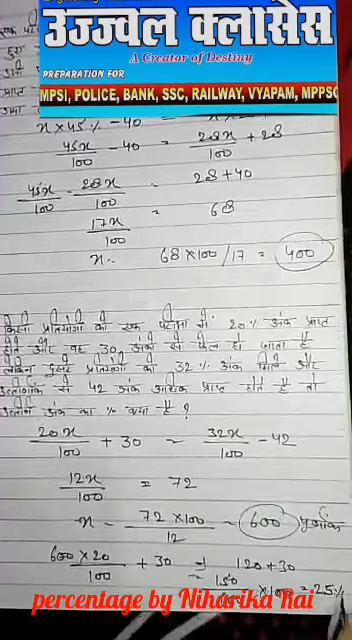 उज्जवल क्लासेस
A Creator of Destiny
PREPARATION FOR
MPSI, POLICE, BANK, SSC, RAILWAY, VYAPAM, MPPSC
x × 45% - 40 =
45x/100 - 40 = 28x/100 + 28
45x/100 - 28x/100 = 28 + 40
17x/100 = 68
x = 68×100/17 = 400
किसी प्रतियोगी को एक परीक्षा में 20% अंक प्राप्त
होते और वह 30 अंकों से फेल हो जाता है
लेकिन दुसरे प्रतियोगी को 32% अंक मिले और
उत्तीर्णांक से 42 अंक अधिक प्राप्त होते है तो
उत्तीर्ण अंक का % क्या है ?
20x/100 + 30 = 32x/100 - 42
12x/100 = 72
x = 72×100/12 = 600 पूर्णांक
600×20/100 + 30 = 120+30
= 150 ×100 = 25%
percentage by Niharika Rai